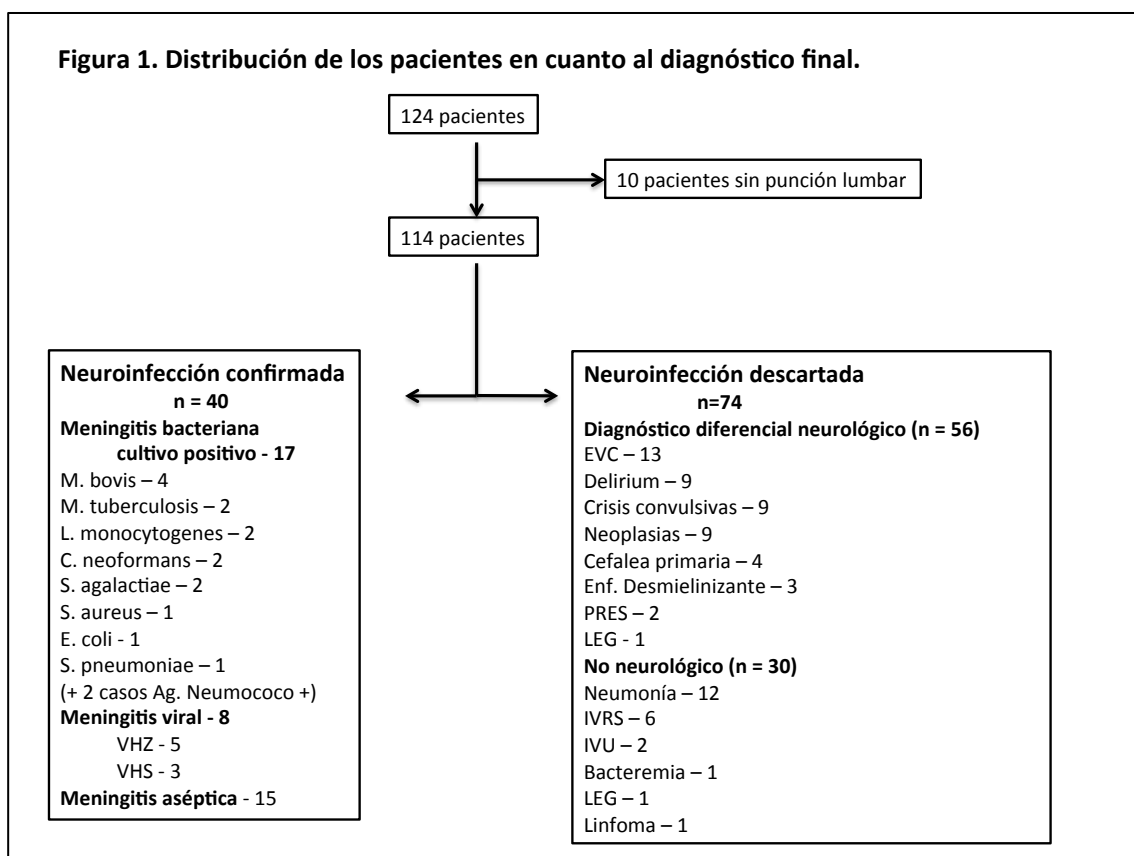 Figura 1. Distribución de los pacientes en cuanto al diagnóstico final.
124 pacientes
10 pacientes sin punción lumbar
114 pacientes
Neuroinfección confirmada
n = 40
Meningitis bacteriana
cultivo positivo - 17
M. bovis – 4
M. tuberculosis – 2
L. monocytogenes – 2
C. neoformans – 2
S. agalactiae – 2
S. aureus – 1
E. coli - 1
S. pneumoniae – 1
(+ 2 casos Ag. Neumococo +)
Meningitis viral - 8
VHZ - 5
VHS - 3
Meningitis aséptica - 15
Neuroinfección descartada
n=74
Diagnóstico diferencial neurológico (n = 56)
EVC – 13
Delirium – 9
Crisis convulsivas – 9
Neoplasias – 9
Cefalea primaria – 4
Enf. Desmielinizante – 3
PRES – 2
LEG - 1
No neurológico (n = 30)
Neumonía – 12
IVRS – 6
IVU – 2
Bacteremia – 1
LEG – 1
Linfoma – 1